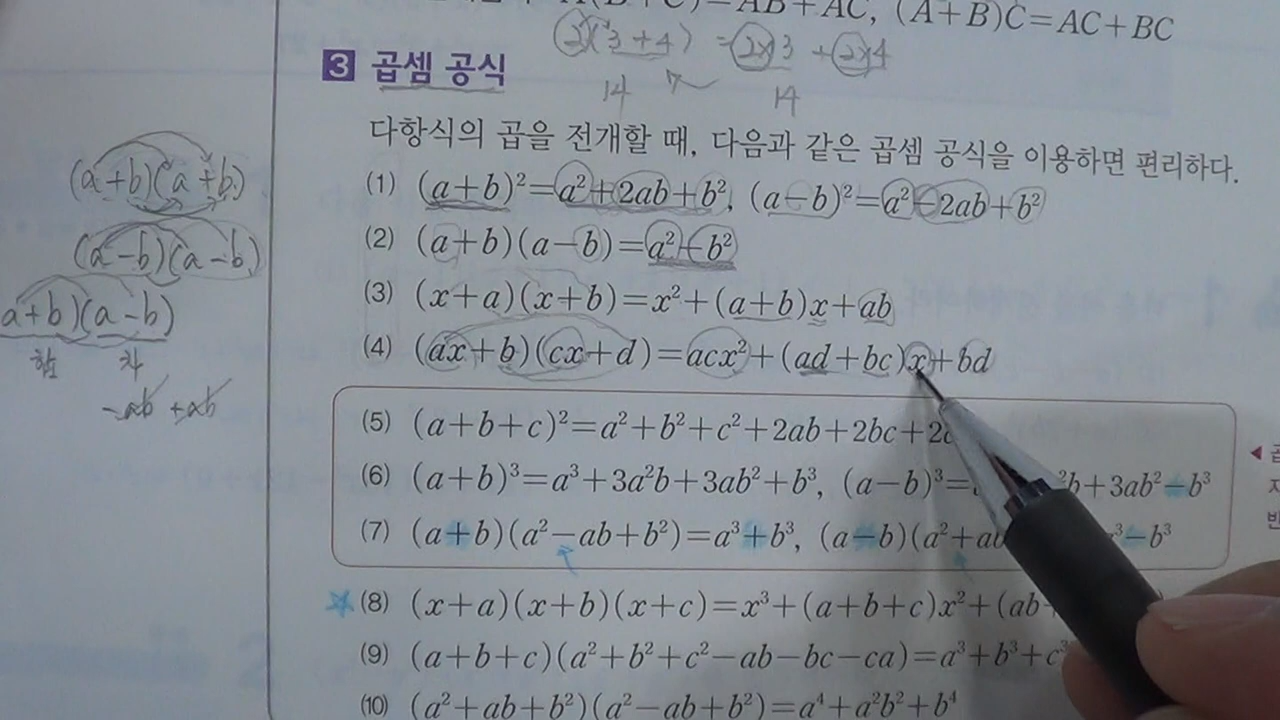 (B+C)=AB+AC, (A+B)C=AC+BC
2(3+4) =2×3 +2×4
14 14
3 곱셈 공식
다항식의 곱을 전개할 때, 다음과 같은 곱셈 공식을 이용하면 편리하다.
(1) (a+b)²=a²+2ab+b², (a-b)²=a²-2ab+b²
(2) (a+b)(a-b)=a²-b²
(3) (x+a)(x+b)=x²+(a+b)x+ab
(4) (ax+b)(cx+d)=acx²+(ad+bc)x+bd
(5) (a+b+c)²=a²+b²+c²+2ab+2bc+2
(6) (a+b)³=a³+3a²b+3ab²+b³, (a-b)³= ²b+3ab²-b³
(7) (a+b)(a²-ab+b²)=a³+b³, (a-b)(a²+a ³-b³
(8) (x+a)(x+b)(x+c)=x³+(a+b+c)x²+(ab
(9) (a+b+c)(a²+b²+c²-ab-bc-ca)=a³+b³+c
(10) (a²+ab+b²)(a²-ab+b²)=a⁴+a²b²+b⁴
(a+b)(a+b)
(a-b)(a-b)
a+b)(a-b)
합 차
-ab +ab